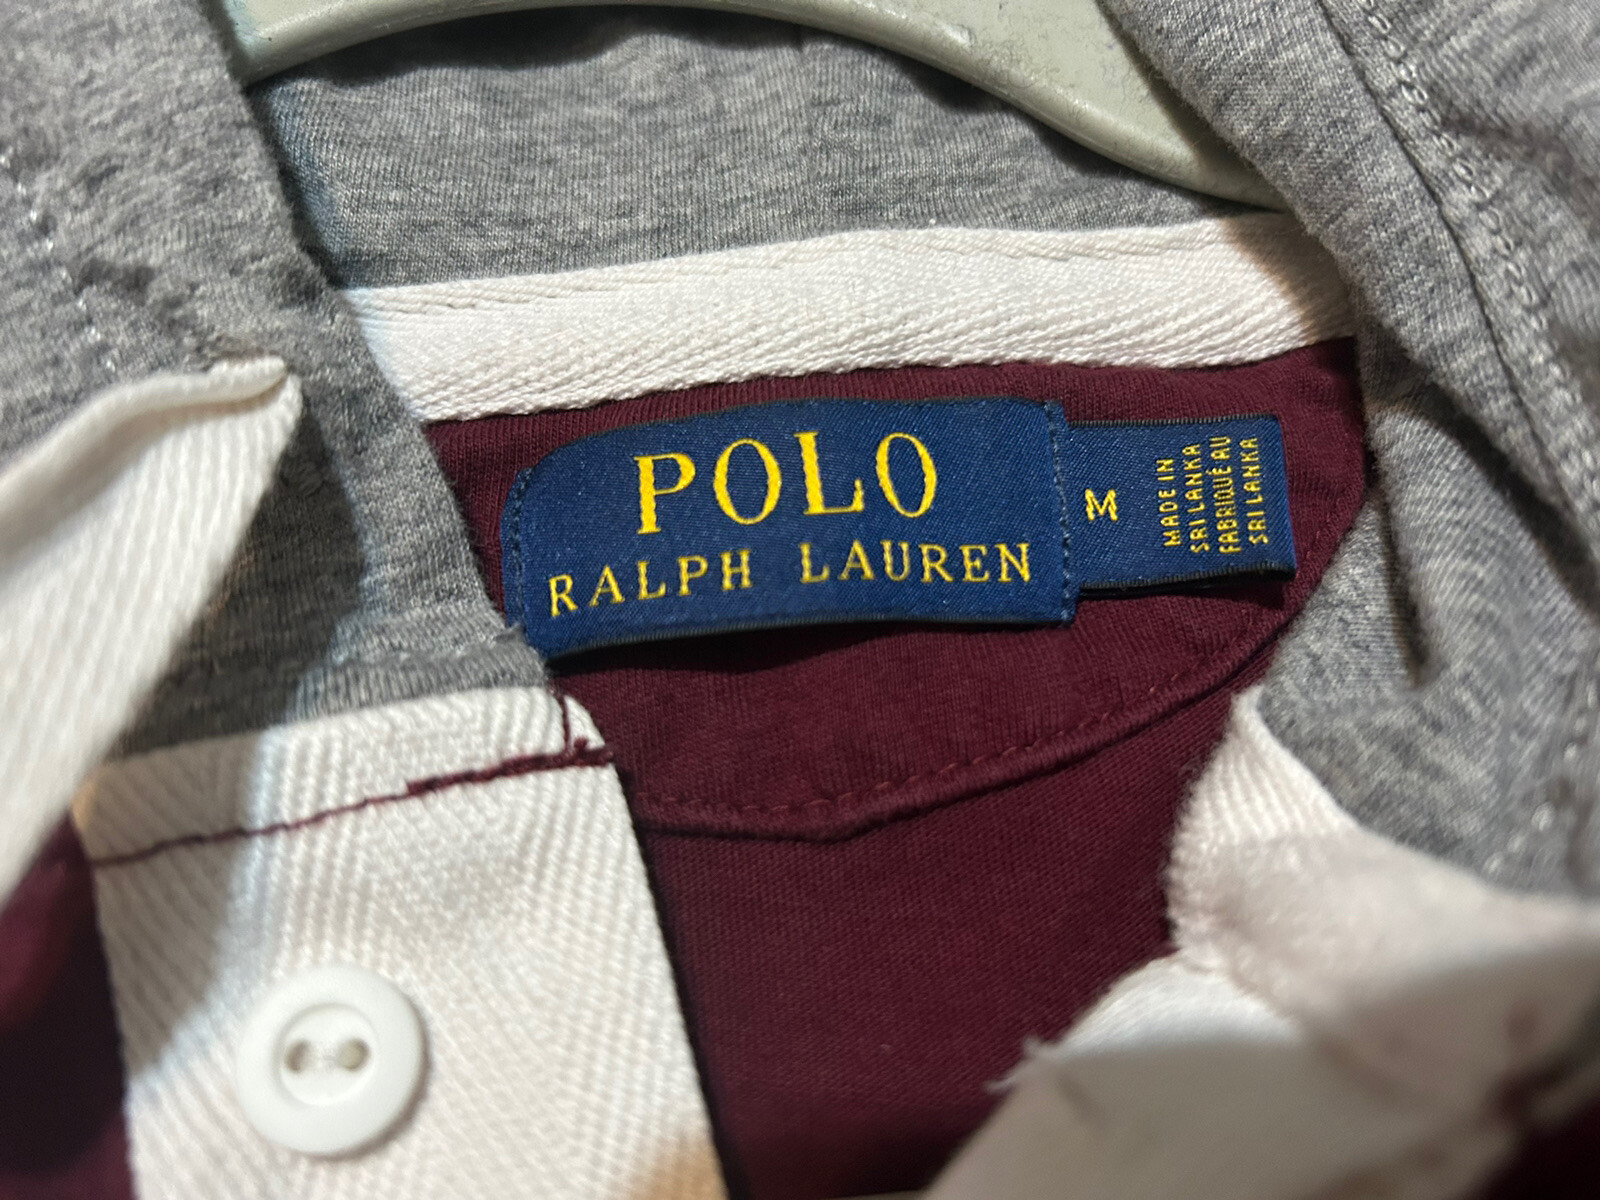 POLO
RALPH LAUREN
M
MADE IN
SRI LANKA
FABRIQUÉ AU
SRI LANKA